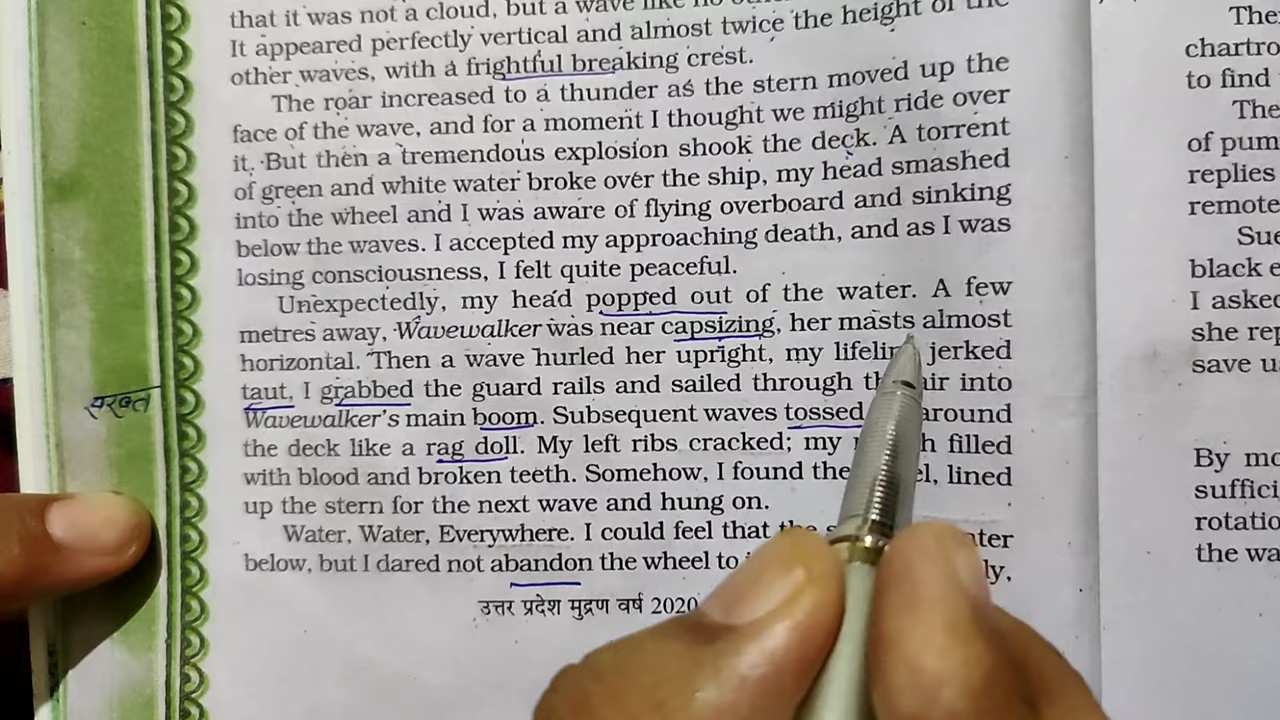 that it was not a cloud, but a wave like no
It appeared perfectly vertical and almost twice the height of the
other waves, with a frightful breaking crest.
The roar increased to a thunder as the stern moved up the
face of the wave, and for a moment I thought we might ride over
it. But then a tremendous explosion shook the deck. A torrent
of green and white water broke over the ship, my head smashed
into the wheel and I was aware of flying overboard and sinking
below the waves. I accepted my approaching death, and as I was
losing consciousness, I felt quite peaceful.
Unexpectedly, my head popped out of the water. A few
metres away, Wavewalker was near capsizing, her masts almost
horizontal. Then a wave hurled her upright, my lifeline jerked
taut, I grabbed the guard rails and sailed through the air into
Wavewalker's main boom. Subsequent waves tossed around
the deck like a rag doll. My left ribs cracked; my filled
with blood and broken teeth. Somehow, I found the lined
up the stern for the next wave and hung on.
Water, Water, Everywhere. I could feel that the
below, but I dared not abandon the wheel to
उत्तर प्रदेश मुद्रण वर्ष 2020
सख्त
The
chartro
to find
The
of pum
replies
remote
Sue
black e
I asked
she rep
save u
By mo
suffici
rotatio
the wa